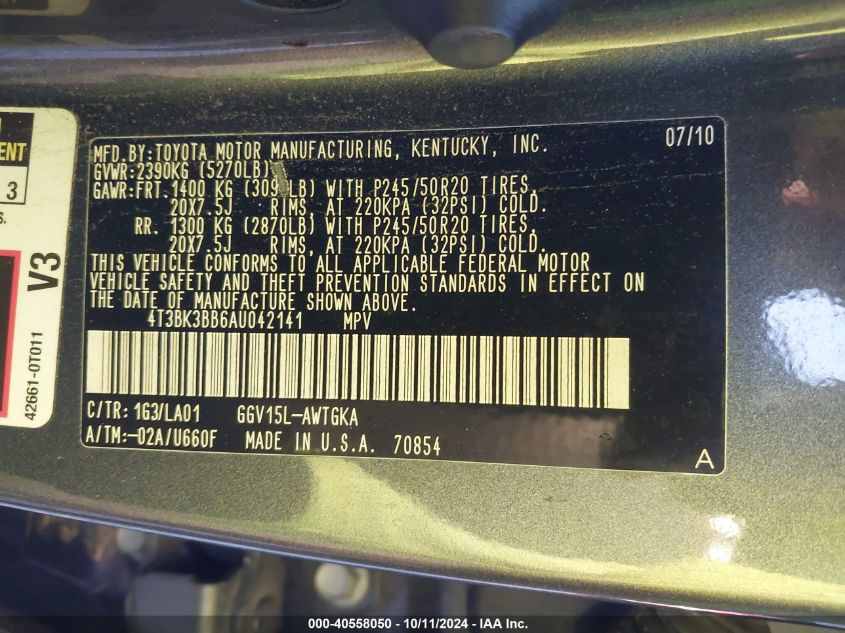 ENT
3
S.
V3
42661-0T011
07/10
MFD.BY:TOYOTA MOTOR MANUFACTURING, KENTUCKY, INC.
GVWR:2390KG (5270LB)
GAWR:FRT.1400 KG WITH P245/50R20 TIRES,
20X7.5J RIMS, AT 220KPA (32PSI) COLD.
RR. 1300 KG (2870LB) WITH P245/50R20 TIRES,
20X7.5J RIMS, AT 220KPA (32PSI) COLD.
THIS VEHICLE CONFORMS TO ALL APPLICABLE FEDERAL MOTOR
VEHICLE SAFETY AND THEFT PREVENTION STANDARDS IN EFFECT ON
THE DATE OF MANUFACTURE SHOWN ABOVE.
4T3BK3BB6AU042141 MPV
C/TR: 1G3/LA01 GGV15L-AWTGKA
A/TM:-02A/U660F MADE IN U.S.A. 70854
A
000-40558050 - 10/11/2024 - IAA Inc.